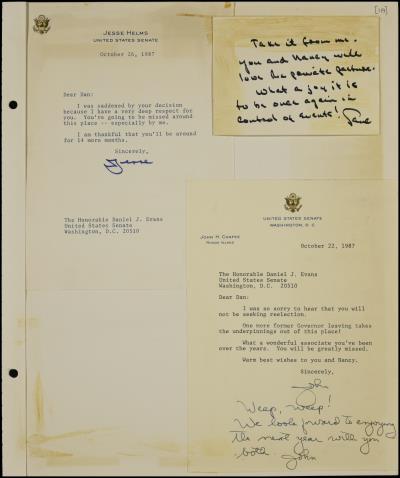 [18]
JESSE HELMS
UNITED STATES SENATE
October 26, 1987
Dear Dan:
I was saddened by your decision
because I have a very deep respect for
you. You're going to be missed around
this place -- especially by me.
I am thankful that you'll be around
for 14 more months.
Sincerely,
Jesse
The Honorable Daniel J. Evans
United States Senate
Washington, D.C. 20510
Take it from me.
you and Nancy will
love the private pasture.
What a joy it is
to be once again in
control of events!
UNITED STATES SENATE
WASHINGTON, D.C.
JOHN H. CHAFEE
RHODE ISLAND
October 22, 1987
The Honorable Daniel J. Evans
United States Senate
Washington, D.C. 20510
Dear Dan:
I was so sorry to hear that you will
not be seeking reelection.
One more former Governor leaving takes
the underpinnings out of this place!
What a wonderful associate you've been
over the years. You will be greatly missed.
Warm best wishes to you and Nancy.
Sincerely,
John
Weep, weep!
We look forward to enjoying
the next year with you
both. John